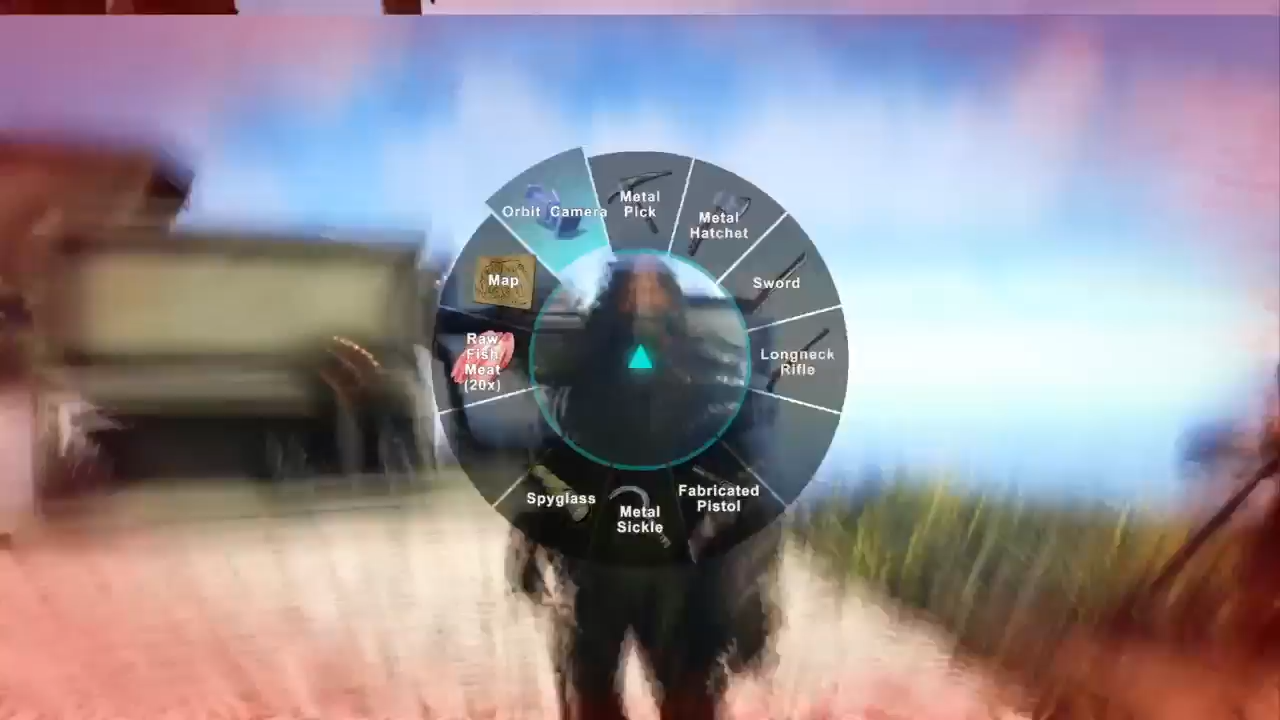 Orbit Camera
Metal
Pick
Metal
Hatchet
Sword
Longneck
Rifle
Fabricated
Pistol
Metal
Sickle
Spyglass
Raw
Fish
Meat
(20x)
Map